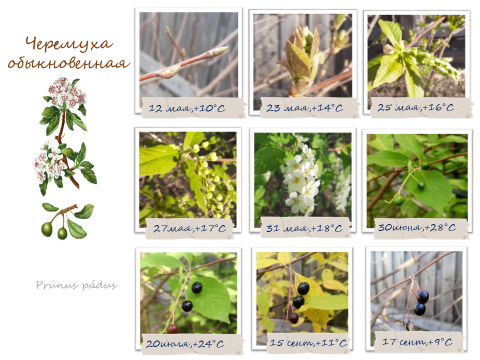 Черемуха
обыкновенная
12 мая,+10°C
23 мая,+14°C
25 мая,+16°C
27мая,+17°C
31 мая,+18°C
30июня,+28°C
Prúnus pádus
20июля,+24°C
15 сент,+11°C
17 сент,+9°C